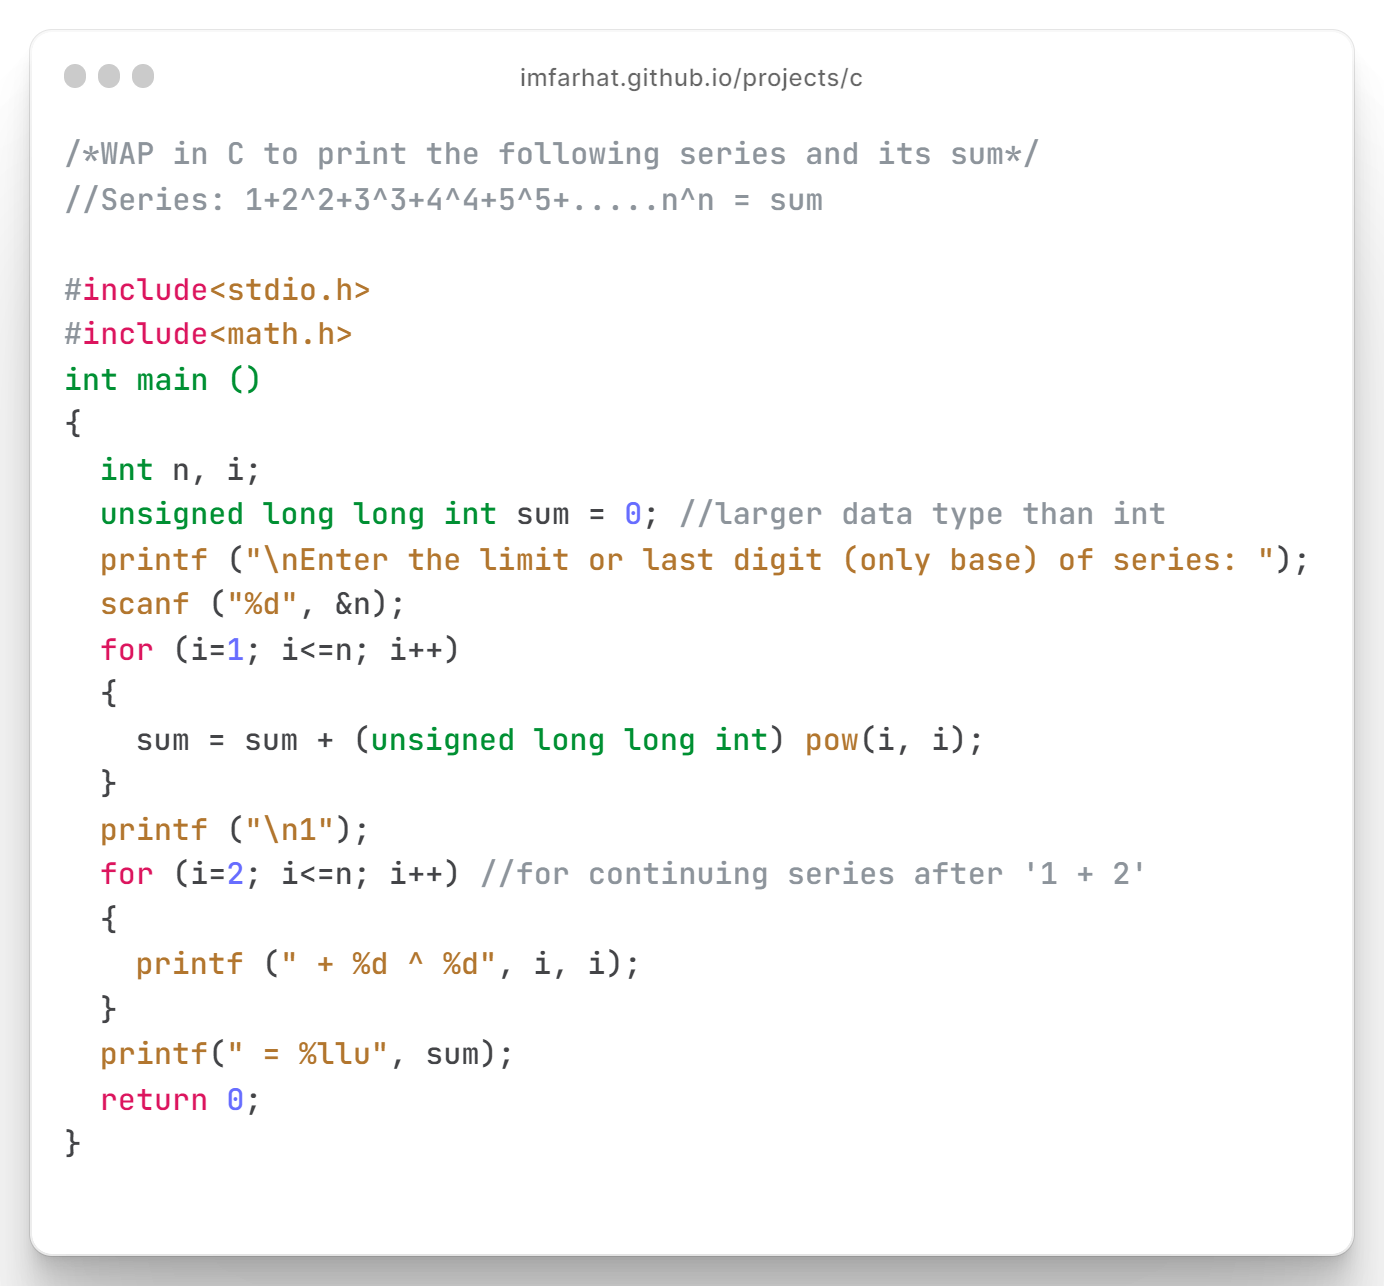 imfarhat.github.io/projects/c
/*WAP in C to print the following series and its sum*/
//Series: 1+2^2+3^3+4^4+5^5+.....n^n = sum
#include<stdio.h>
#include<math.h>
int main ()
{
  int n, i;
  unsigned long long int sum = 0; //larger data type than int
  printf ("\nEnter the limit or last digit (only base) of series: ");
  scanf ("%d", &n);
  for (i=1; i<=n; i++)
  {
    sum = sum + (unsigned long long int) pow(i, i);
  }
  printf ("\n1");
  for (i=2; i<=n; i++) //for continuing series after '1 + 2'
  {
    printf (" + %d ^ %d", i, i);
  }
  printf(" = %llu", sum);
  return 0;
}